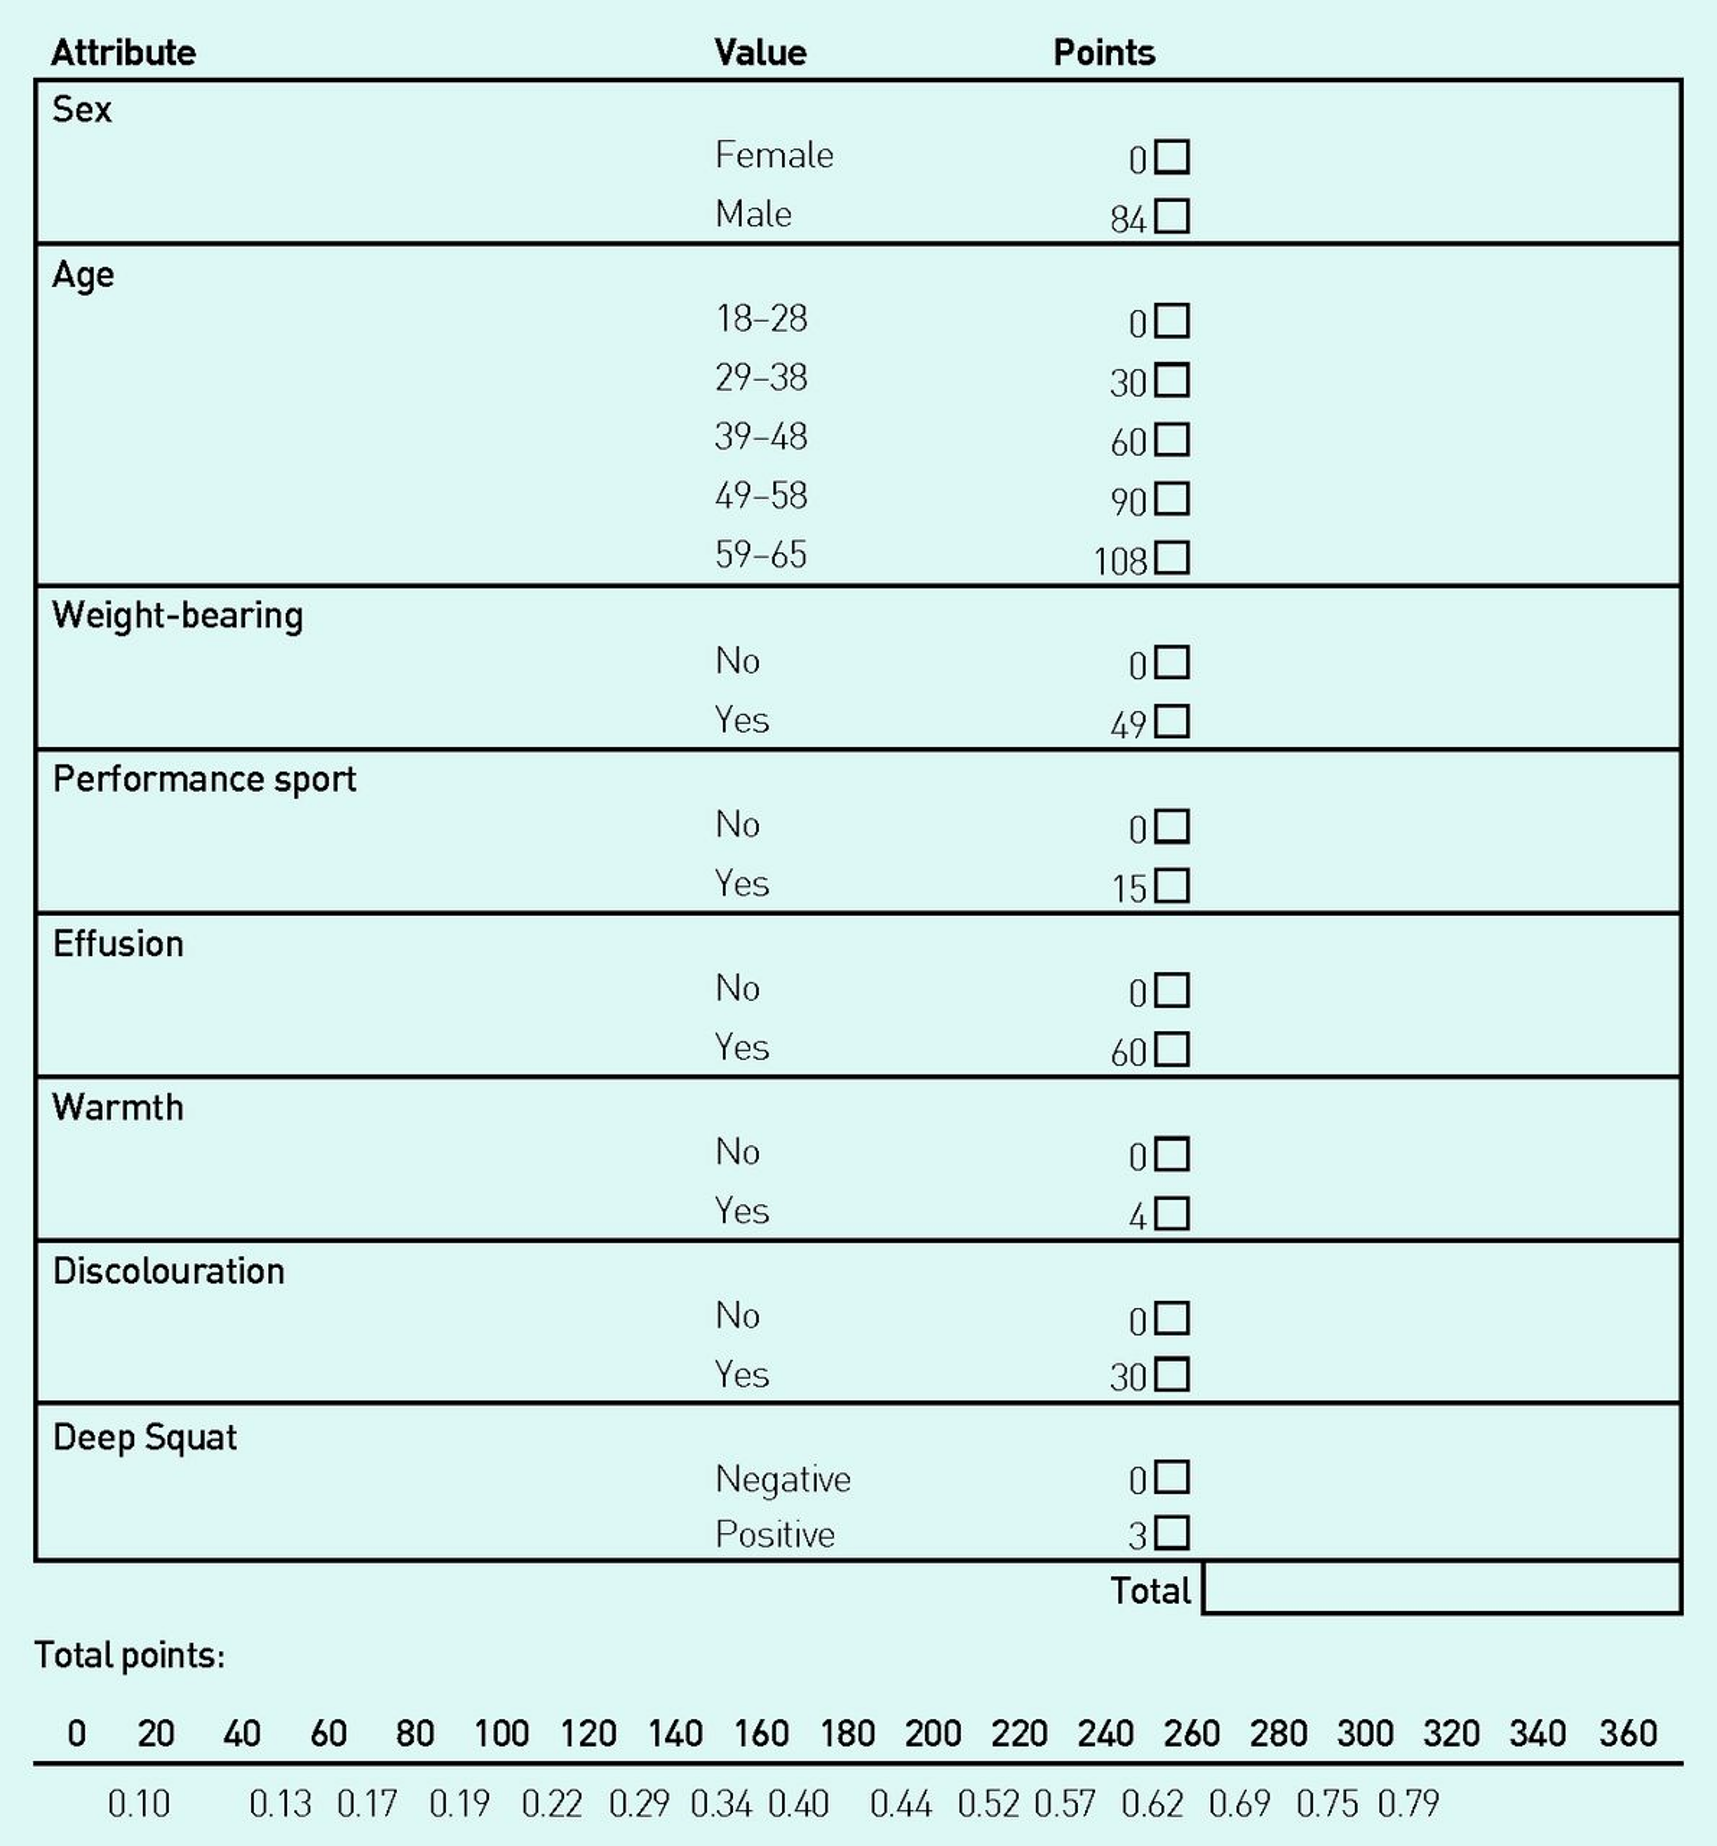 Attribute Value Points
Sex
Female 0
Male 84
Age
18–28 0
29–38 30
39–48 60
49–58 90
59–65 108
Weight-bearing
No 0
Yes 49
Performance sport
No 0
Yes 15
Effusion
No 0
Yes 60
Warmth
No 0
Yes 4
Discolouration
No 0
Yes 30
Deep Squat
Negative 0
Positive 3
Total
Total points:
0 20 40 60 80 100 120 140 160 180 200 220 240 260 280 300 320 340 360
0.10 0.13 0.17 0.19 0.22 0.29 0.34 0.40 0.44 0.52 0.57 0.62 0.69 0.75 0.79